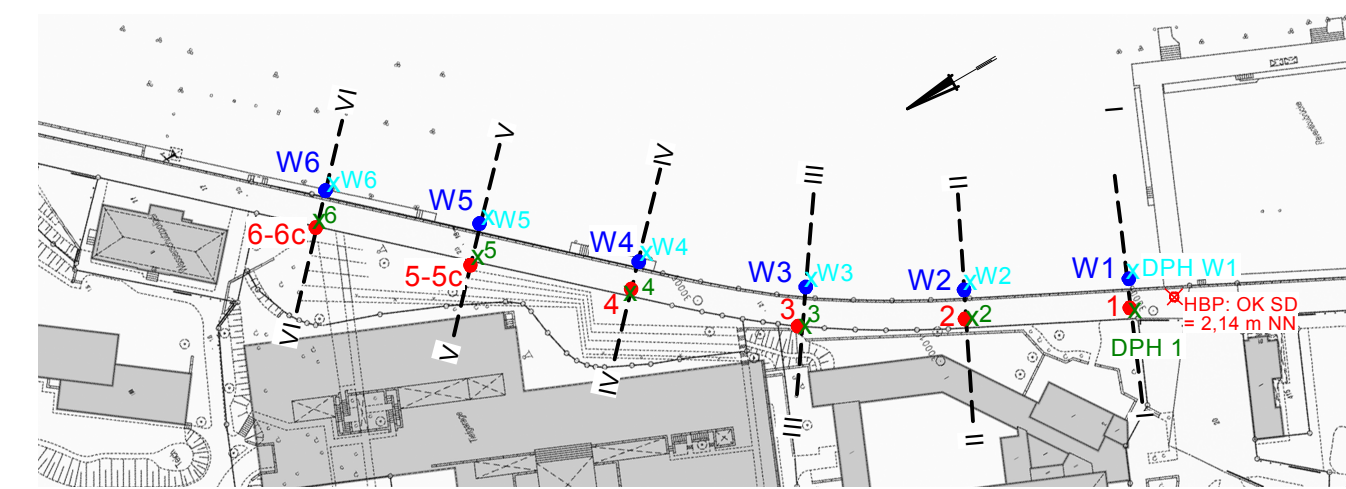 I
VI
V
IV
III
II
W6 xW6
W5 xW5
W4 xW4
W3 xW3
W2 xW2
W1 xDPH W1
6-6c x6
5-5c x5
4 x4
3 x3
2 x2
1 x
HBP: OK SD
= 2,14 m NN
DPH 1
VI
V
IV
III
II
I